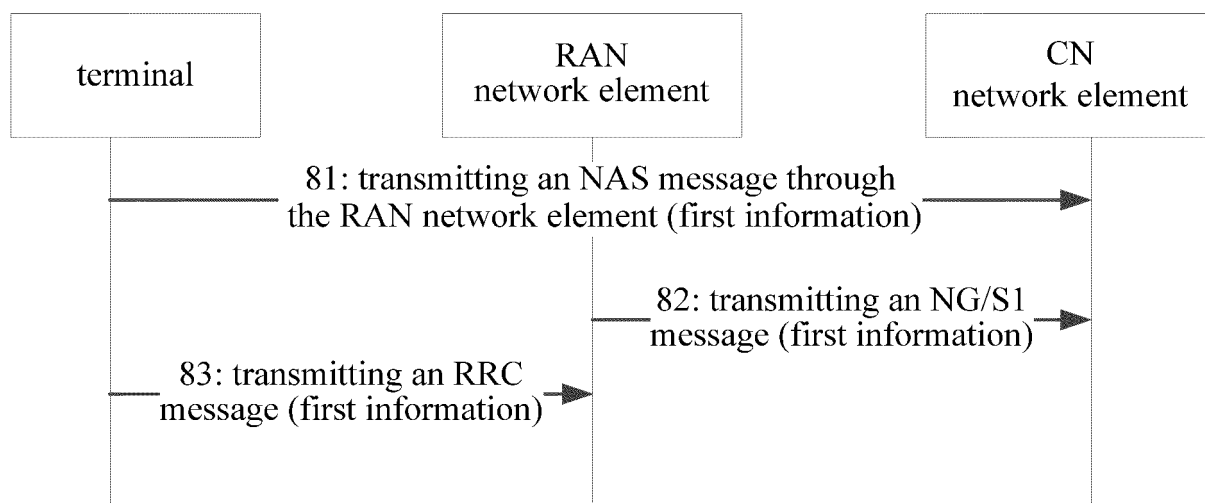 terminal
RAN
network element
CN
network element
81: transmitting an NAS message through
the RAN network element (first information)
82: transmitting an NG/S1
message (first information)
83: transmitting an RRC
message (first information)